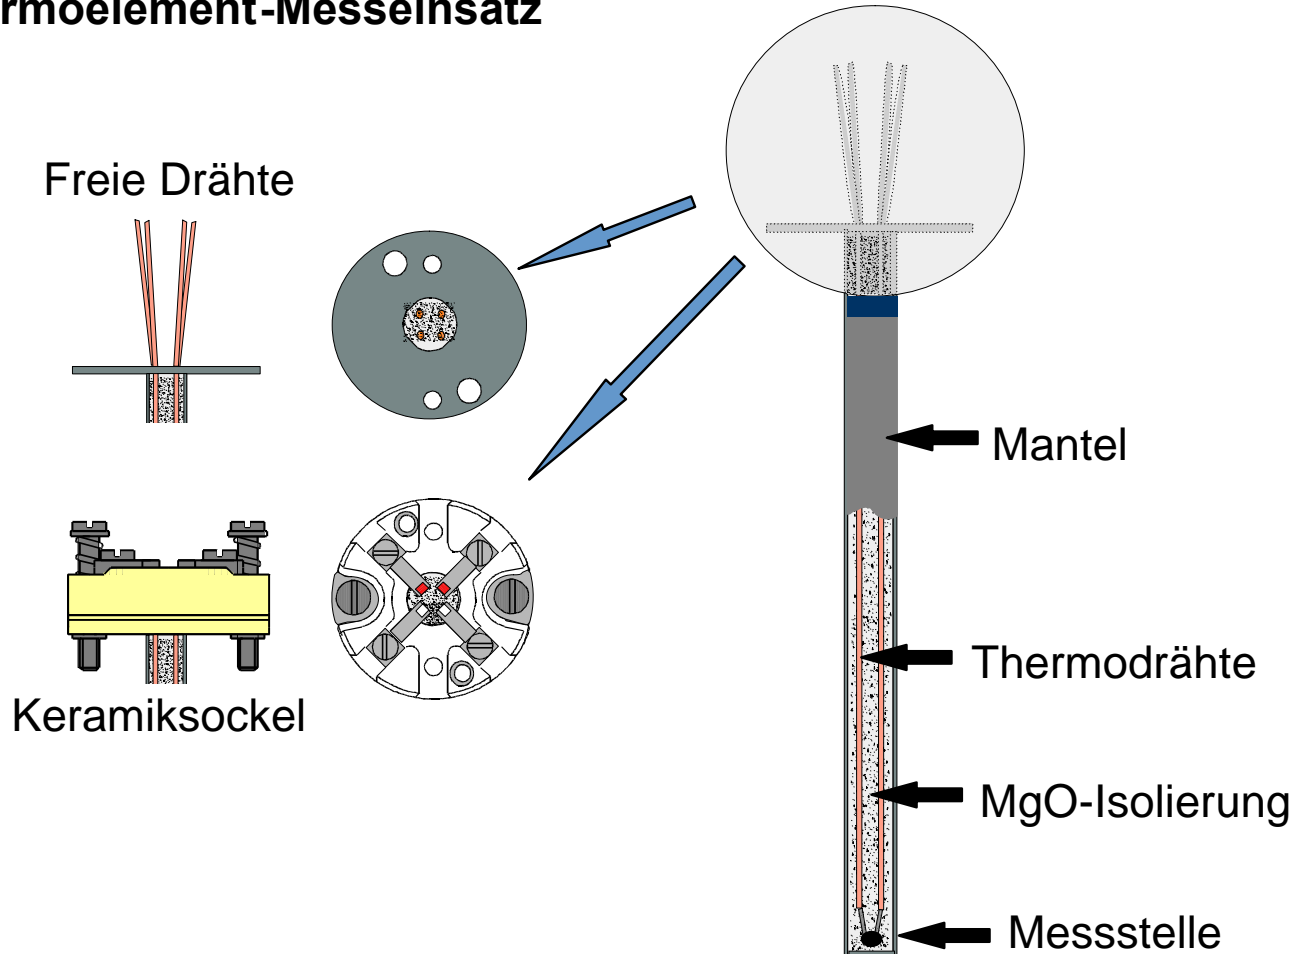 rmoelement-Messeinsatz
Freie Drähte
Mantel
Thermodrähte
Keramiksockel
MgO-Isolierung
Messstelle